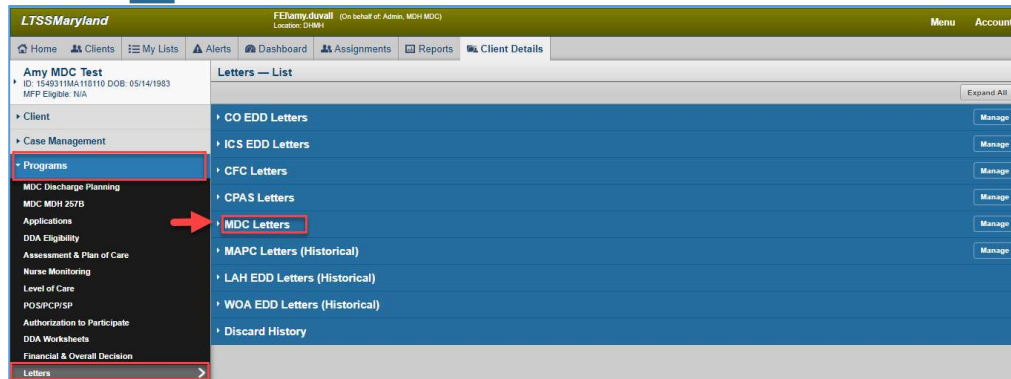 LTSSMaryland
FEI\amy.duvall (On behalf of: Admin, MDH MDC)
Location: DHMH
Menu Account
Home Clients My Lists Alerts Dashboard Assignments Reports Client Details
Amy MDC Test
ID: 1549311MA118110 DOB: 05/14/1983
MFP Eligible: N/A
Letters — List
Expand All
Client
Case Management
Programs
MDC Discharge Planning
MDC MDH 257B
Applications
DDA Eligibility
Assessment & Plan of Care
Nurse Monitoring
Level of Care
POS/PCP/SP
Authorization to Participate
DDA Worksheets
Financial & Overall Decision
Letters
CO EDD Letters Manage
ICS EDD Letters Manage
CFC Letters Manage
CPAS Letters Manage
MDC Letters Manage
MAPC Letters (Historical) Manage
LAH EDD Letters (Historical)
WOA EDD Letters (Historical)
Discard History